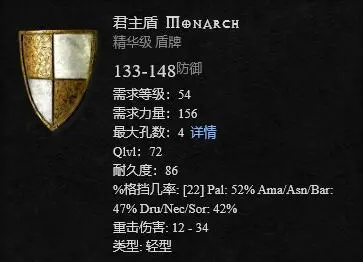 君主盾 Monarch
精华级 盾牌
133-148防御
需求等级：54
需求力量：156
最大孔数：4 详情
Qlvl：72
耐久度：86
%格挡几率: [22] Pal: 52% Ama/Asn/Bar:
47% Dru/Nec/Sor: 42%
重击伤害: 12 - 34
类型: 轻型